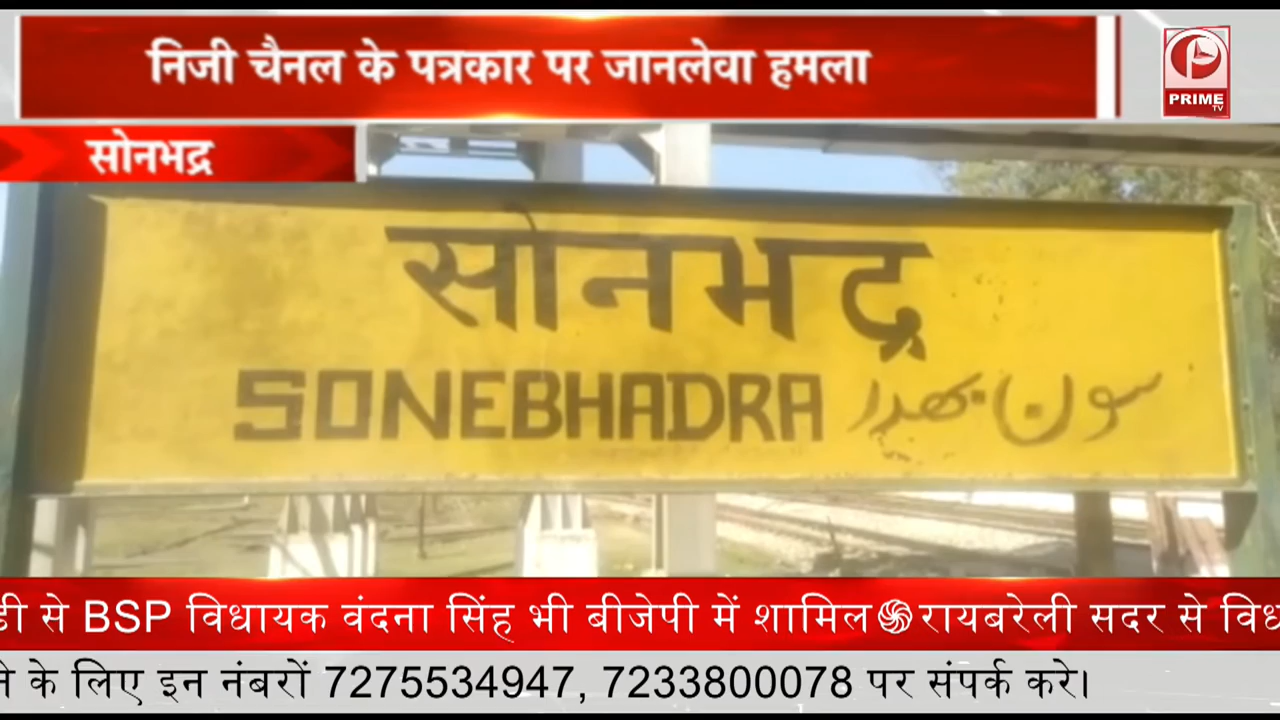 निजी चैनल के पत्रकार पर जानलेवा हमला
PRIME
TV
सोनभद्र
सोनभद्र
SONEBHADRA سون بھدرا
से BSP विधायक वंदना सिंह भी बीजेपी में शामिल֍रायबरेली सदर से
के लिए इन नंबरों 7275534947, 7233800078 पर संपर्क करे।